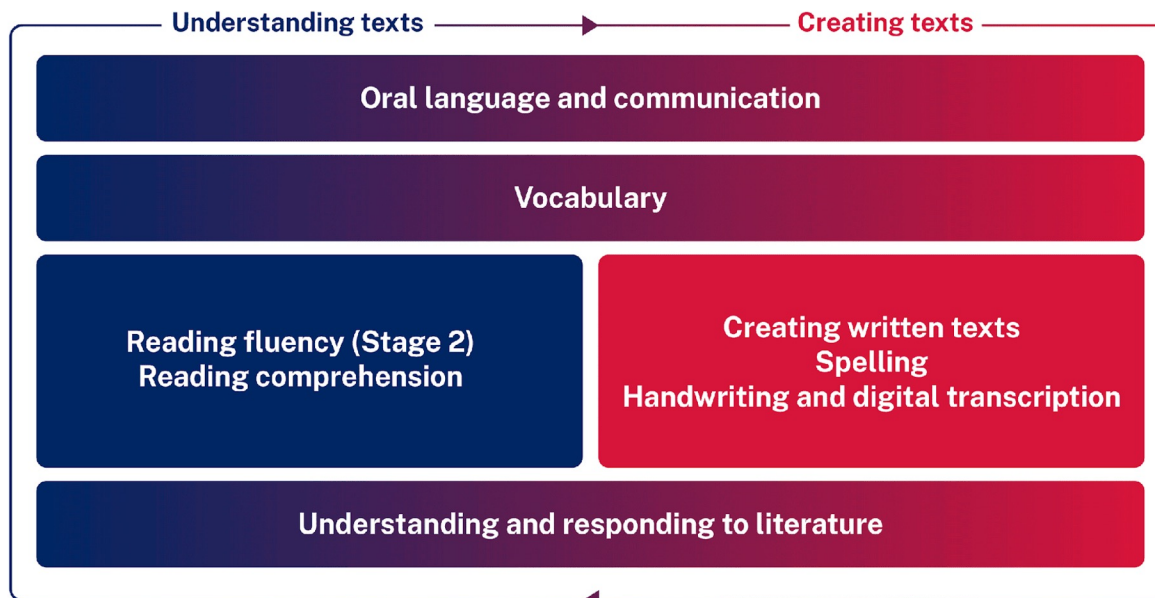 Understanding texts
Creating texts
Oral language and communication
Vocabulary
Reading fluency (Stage 2)
Reading comprehension
Creating written texts
Spelling
Handwriting and digital transcription
Understanding and responding to literature